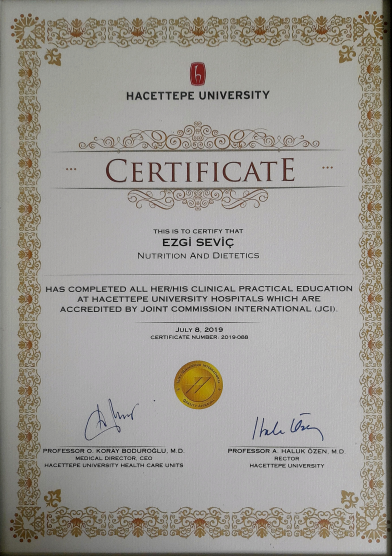 HACETTEPE UNIVERSITY
CERTIFICATE
THIS IS TO CERTIFY THAT
EZGİ SEVİÇ
NUTRITION AND DIETETICS
HAS COMPLETED ALL HER/HIS CLINICAL PRACTICAL EDUCATION
AT HACETTEPE UNIVERSITY HOSPITALS WHICH ARE
ACCREDITED BY JOINT COMMISSION INTERNATIONAL (JCI).
JULY 8, 2019
CERTIFICATE NUMBER: 2019-088
PROFESSOR O. KORAY BODUROĞLU, M.D.
MEDICAL DIRECTOR, CEO
HACETTEPE UNIVERSITY HEALTH CARE UNITS
Haluk Özen
PROFESSOR A. HALUK ÖZEN, M.D.
RECTOR
HACETTEPE UNIVERSITY